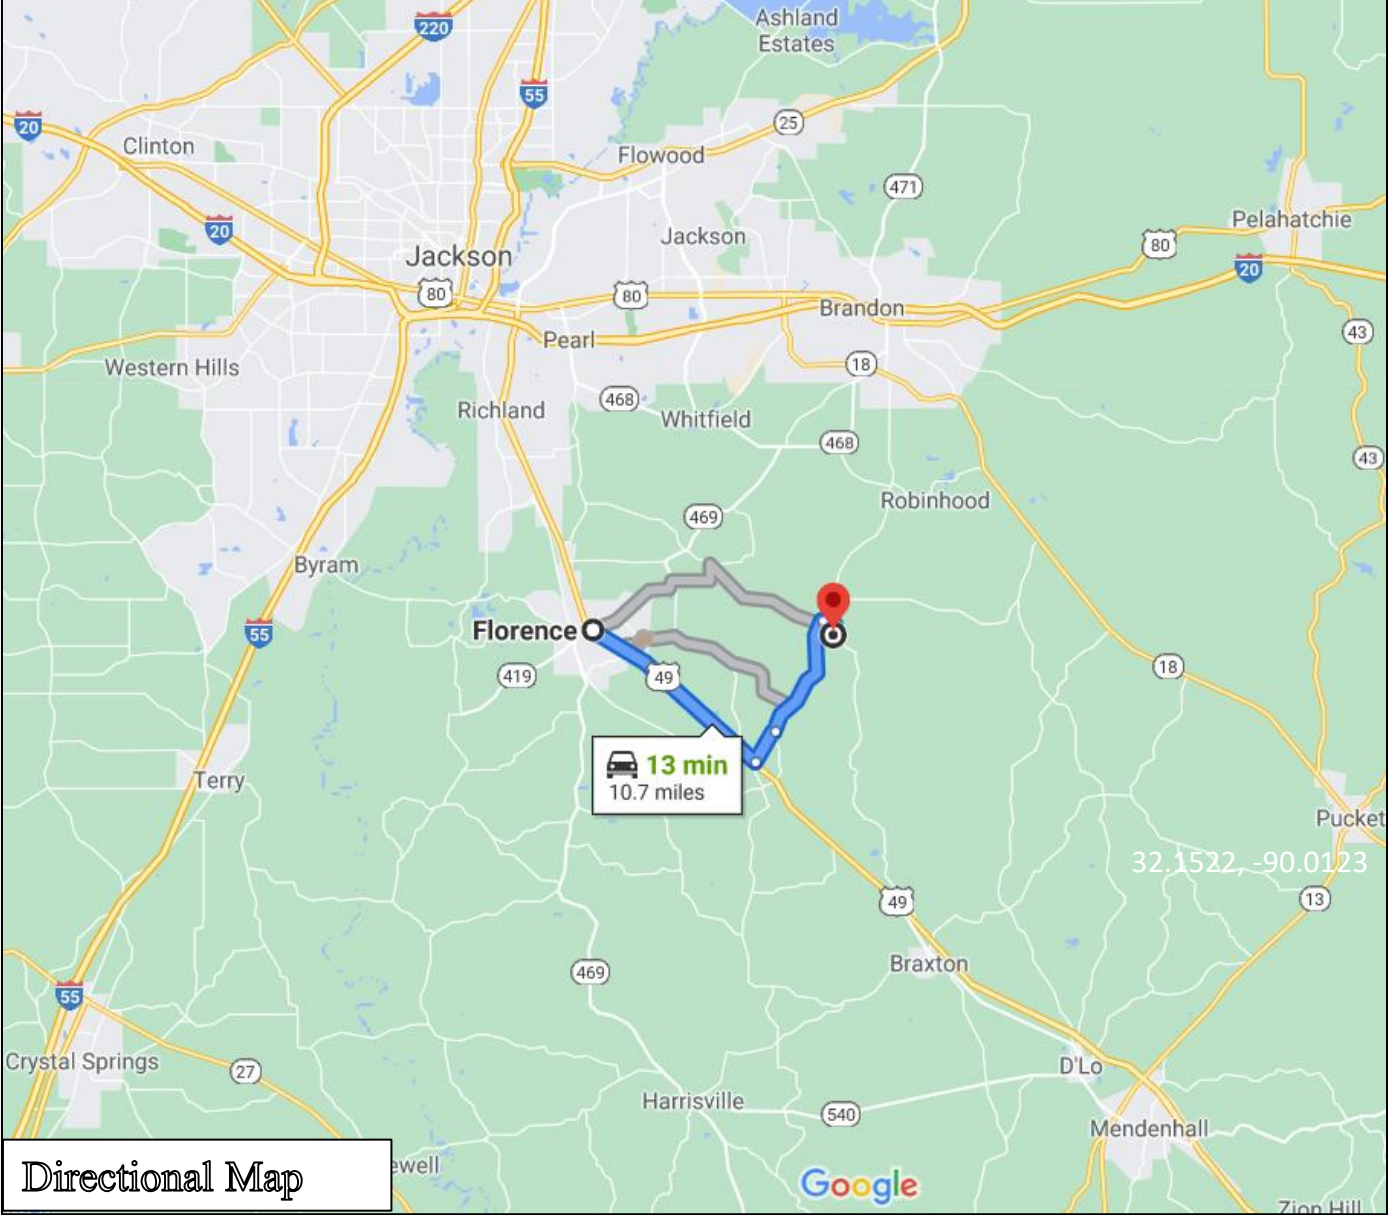 Ashland
Estates
220
55
20
25
Clinton
Flowood
471
Pelahatchie
20
Jackson
80
Jackson
20
80
80
Brandon
43
Pearl
Western Hills
18
468
Richland
Whitfield
468
43
Robinhood
469
Byram
55
Florence
18
419
49
13 min
10.7 miles
Terry
Pucket
32.1522, -90.0123
49
13
Braxton
469
55
Crystal Springs
27
D'Lo
Harrisville
540
Mendenhall
ewell
Directional Map
Google
Zion Hill